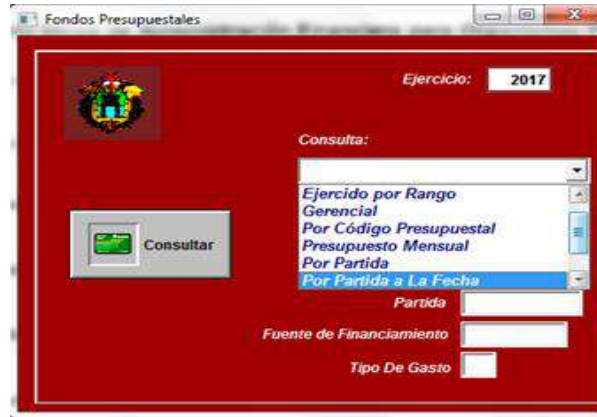 Fondos Presupuestales
Ejercicio: 2017
Consulta:
Ejercido por Rango
Gerencial
Por Código Presupuestal
Presupuesto Mensual
Por Partida
Por Partida a La Fecha
Consultar
Partida
Fuente de Financiamiento
Tipo De Gasto